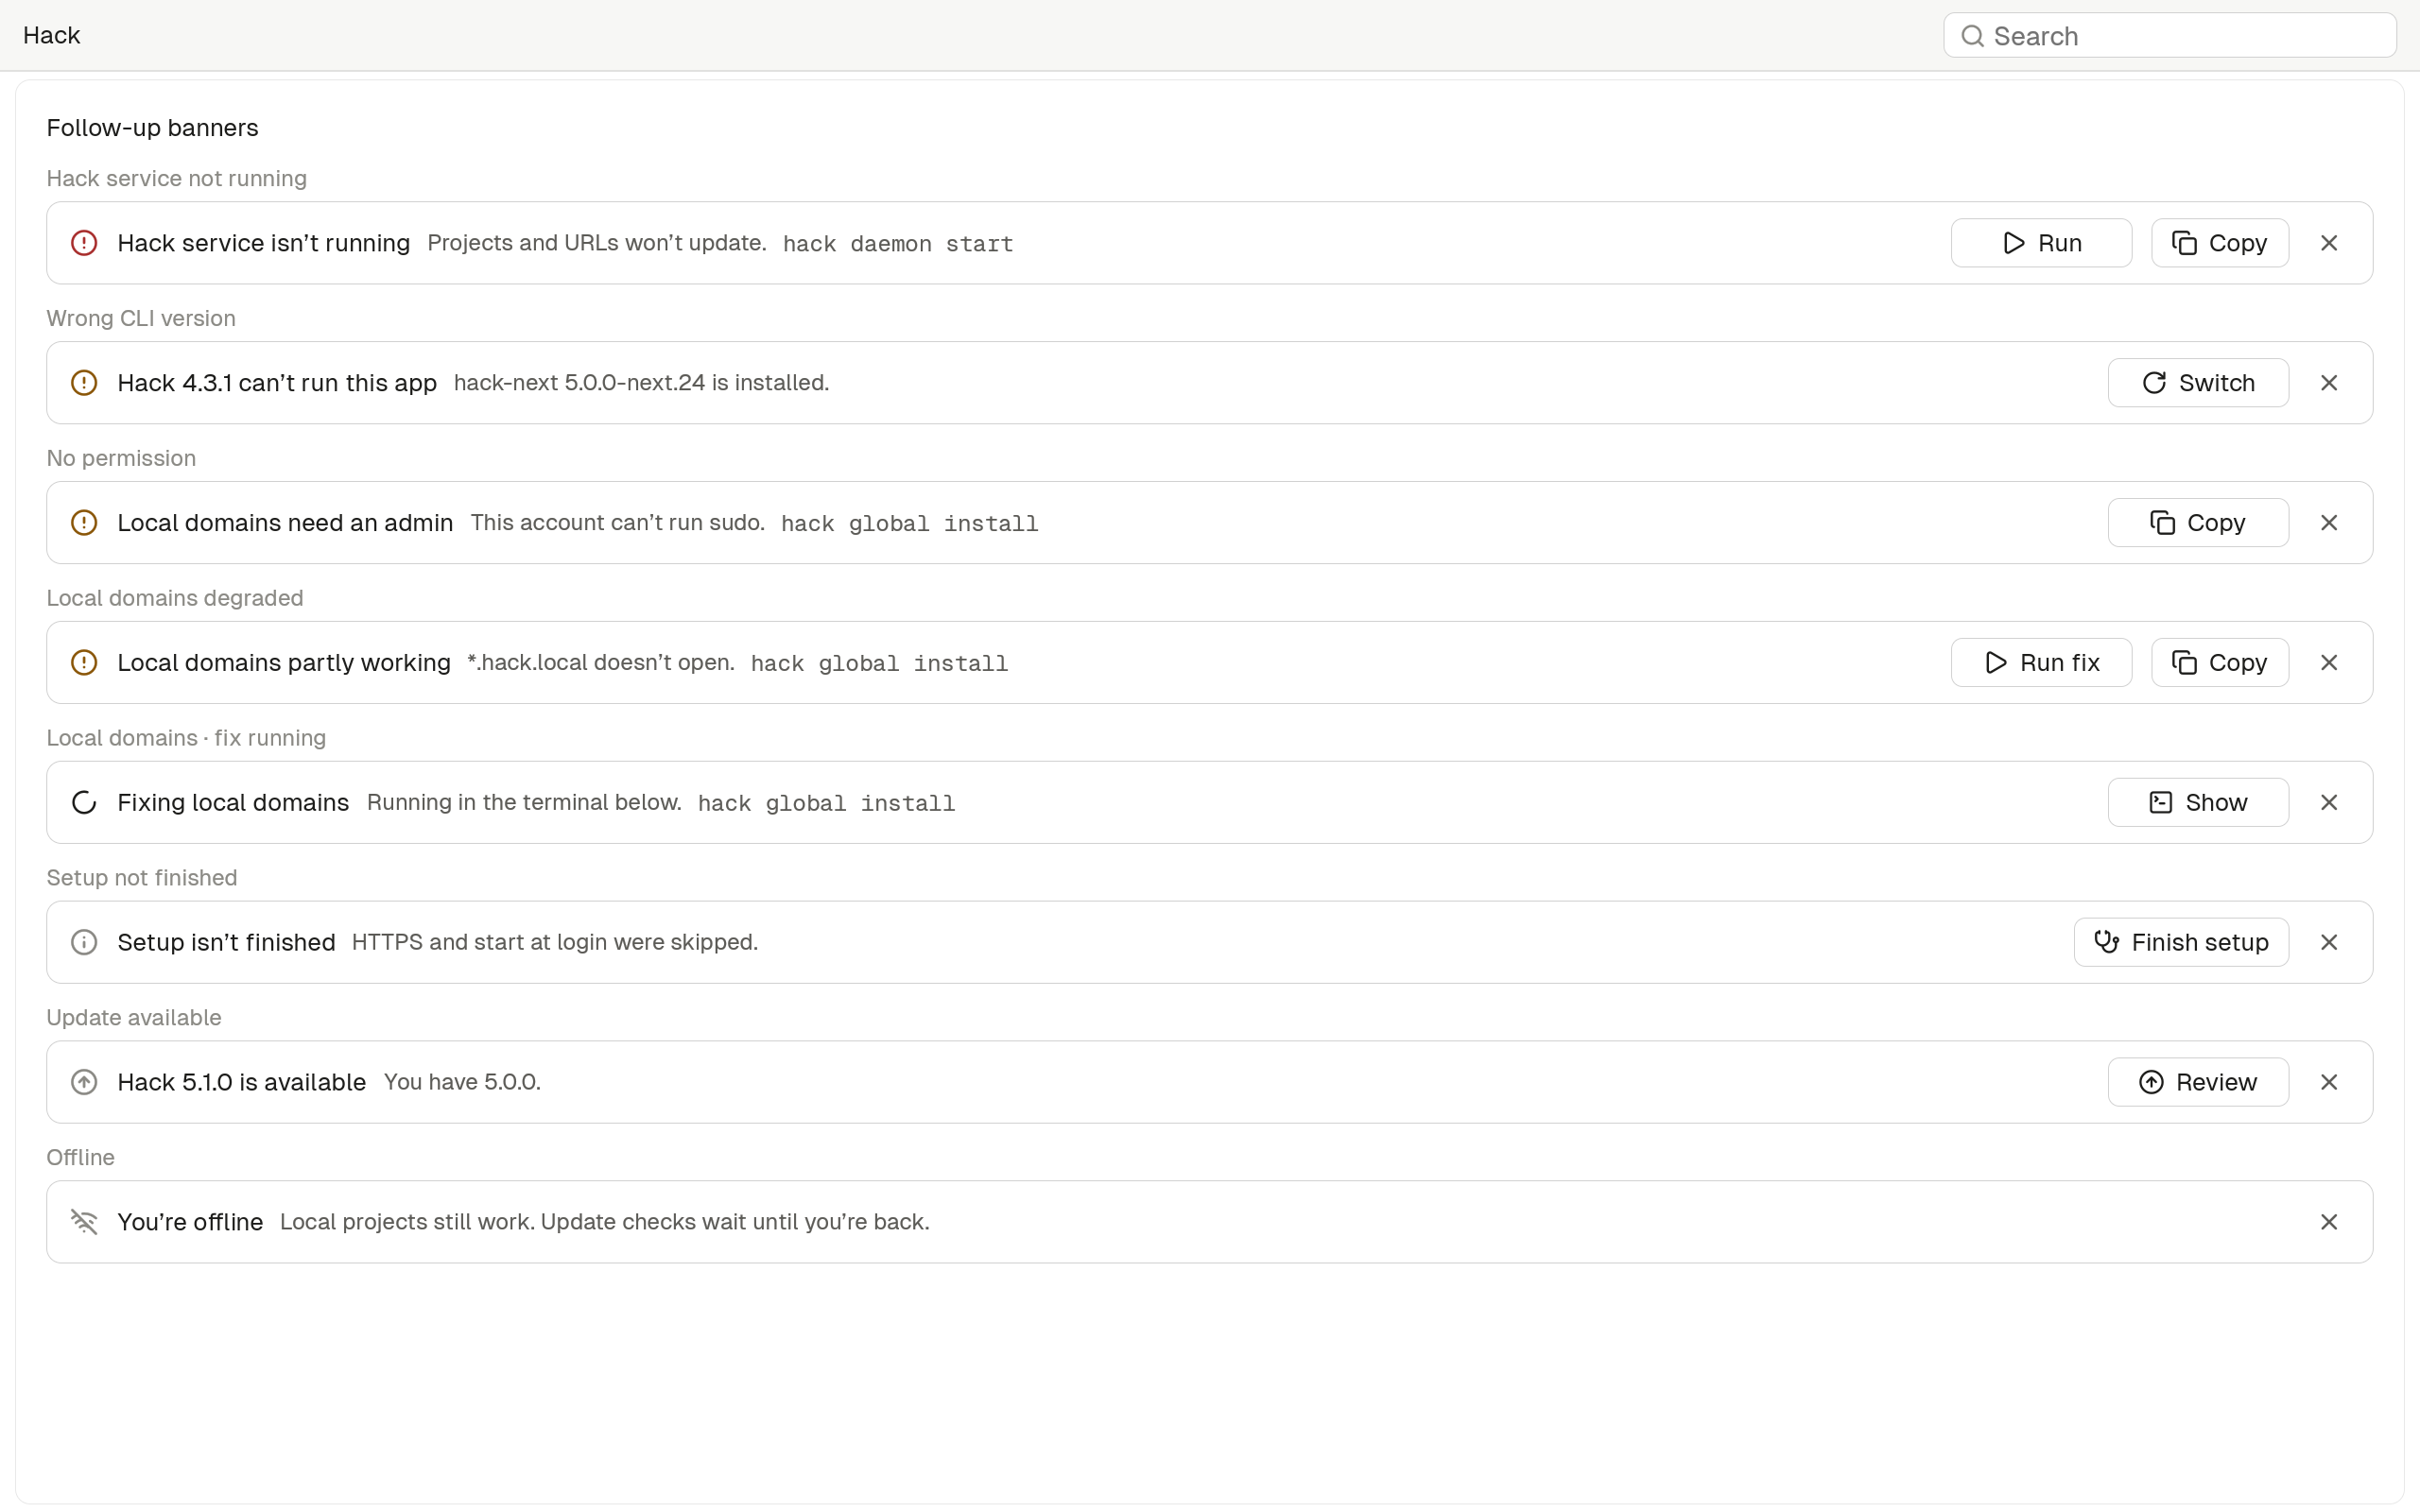 Hack
Search
Follow-up banners
Hack service not running
Hack service isn’t running Projects and URLs won’t update. hack daemon start Run Copy
Wrong CLI version
Hack 4.3.1 can’t run this app hack-next 5.0.0-next.24 is installed. Switch
No permission
Local domains need an admin This account can’t run sudo. hack global install Copy
Local domains degraded
Local domains partly working *.hack.local doesn’t open. hack global install Run fix Copy
Local domains · fix running
Fixing local domains Running in the terminal below. hack global install Show
Setup not finished
Setup isn’t finished HTTPS and start at login were skipped. Finish setup
Update available
Hack 5.1.0 is available You have 5.0.0. Review
Offline
You’re offline Local projects still work. Update checks wait until you’re back.